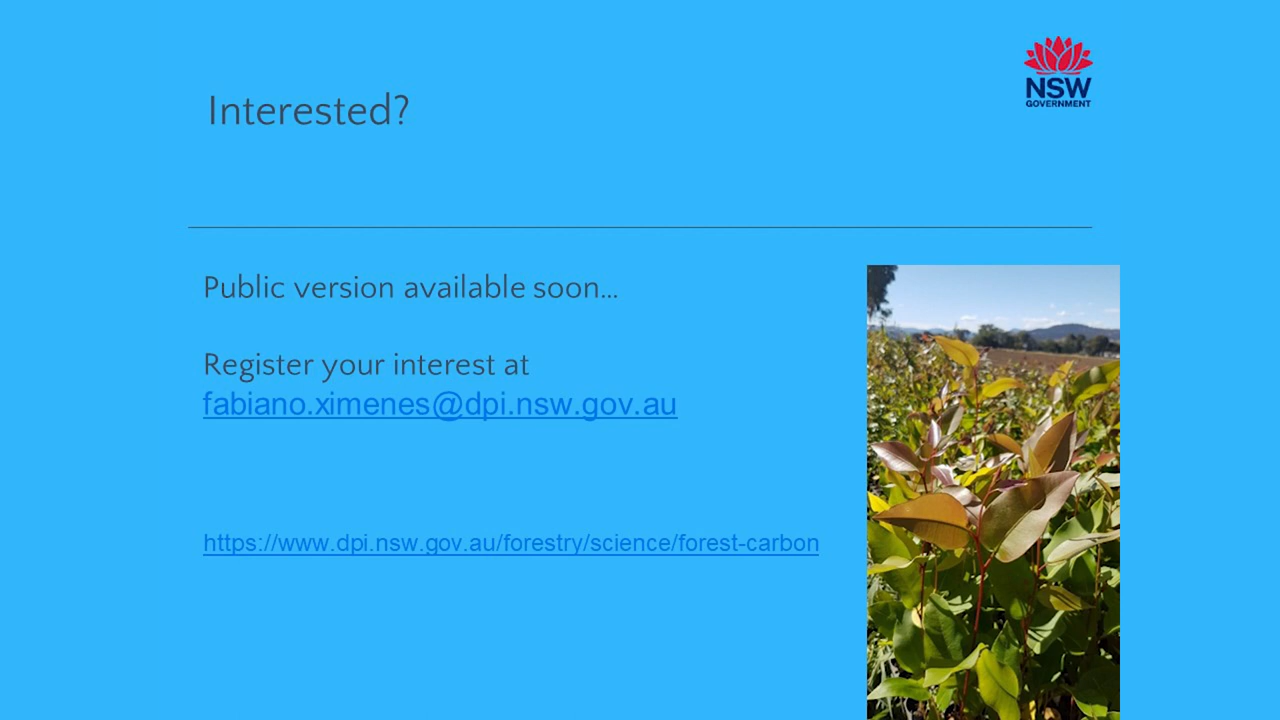 NSW
GOVERNMENT
Interested?
Public version available soon...
Register your interest at
fabiano.ximenes@dpi.nsw.gov.au
https://www.dpi.nsw.gov.au/forestry/science/forest-carbon